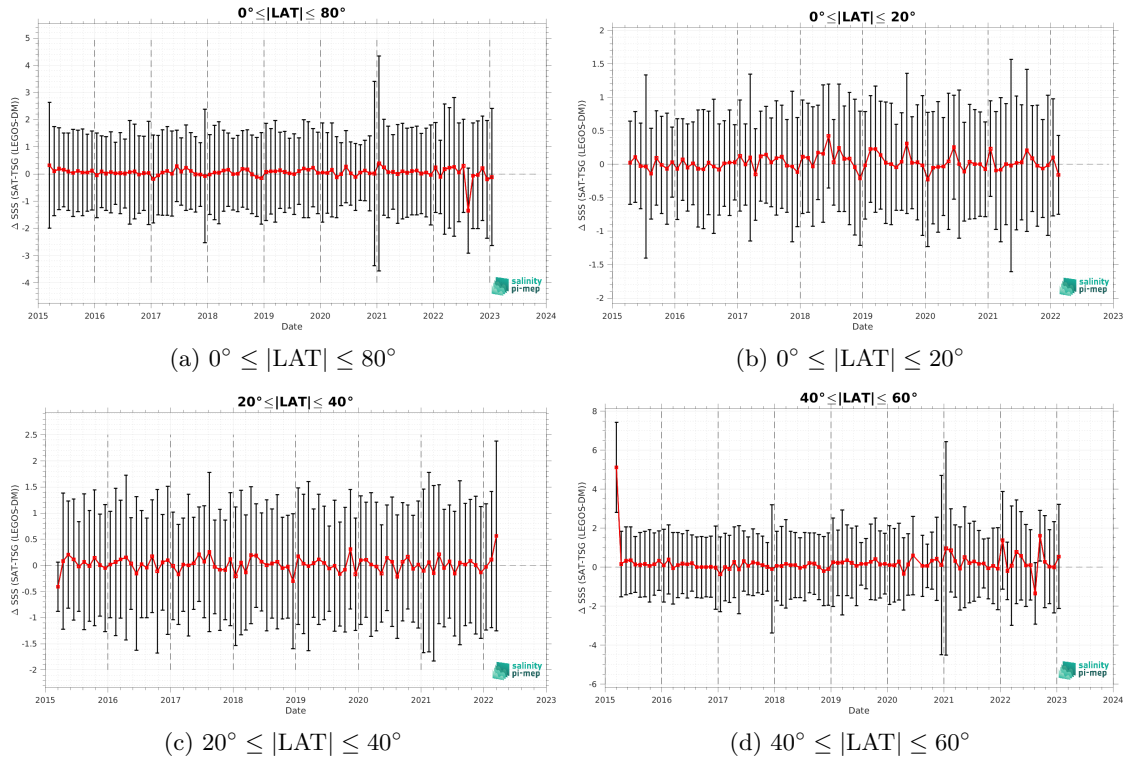 0°≤|LAT|≤ 80°
Δ SSS (SAT-TSG (LEGOS-DM))
5
4
3
2
1
0
-1
-2
-3
-4
2015 2016 2017 2018 2019 2020 2021 2022 2023 2024
Date
salinity
pi-mep
(a) 0° ≤ |LAT| ≤ 80°
0°≤|LAT|≤ 20°
Δ SSS (SAT-TSG (LEGOS-DM))
2
1.5
1
0.5
0
-0.5
-1
-1.5
-2
2015 2016 2017 2018 2019 2020 2021 2022 2023
Date
salinity
pi-mep
(b) 0° ≤ |LAT| ≤ 20°
20°≤|LAT|≤ 40°
Δ SSS (SAT-TSG (LEGOS-DM))
2.5
2
1.5
1
0.5
0
-0.5
-1
-1.5
-2
2015 2016 2017 2018 2019 2020 2021 2022 2023
Date
salinity
pi-mep
(c) 20° ≤ |LAT| ≤ 40°
40°≤|LAT|≤ 60°
Δ SSS (SAT-TSG (LEGOS-DM))
8
6
4
2
0
-2
-4
-6
2015 2016 2017 2018 2019 2020 2021 2022 2023 2024
Date
salinity
pi-mep
(d) 40° ≤ |LAT| ≤ 60°